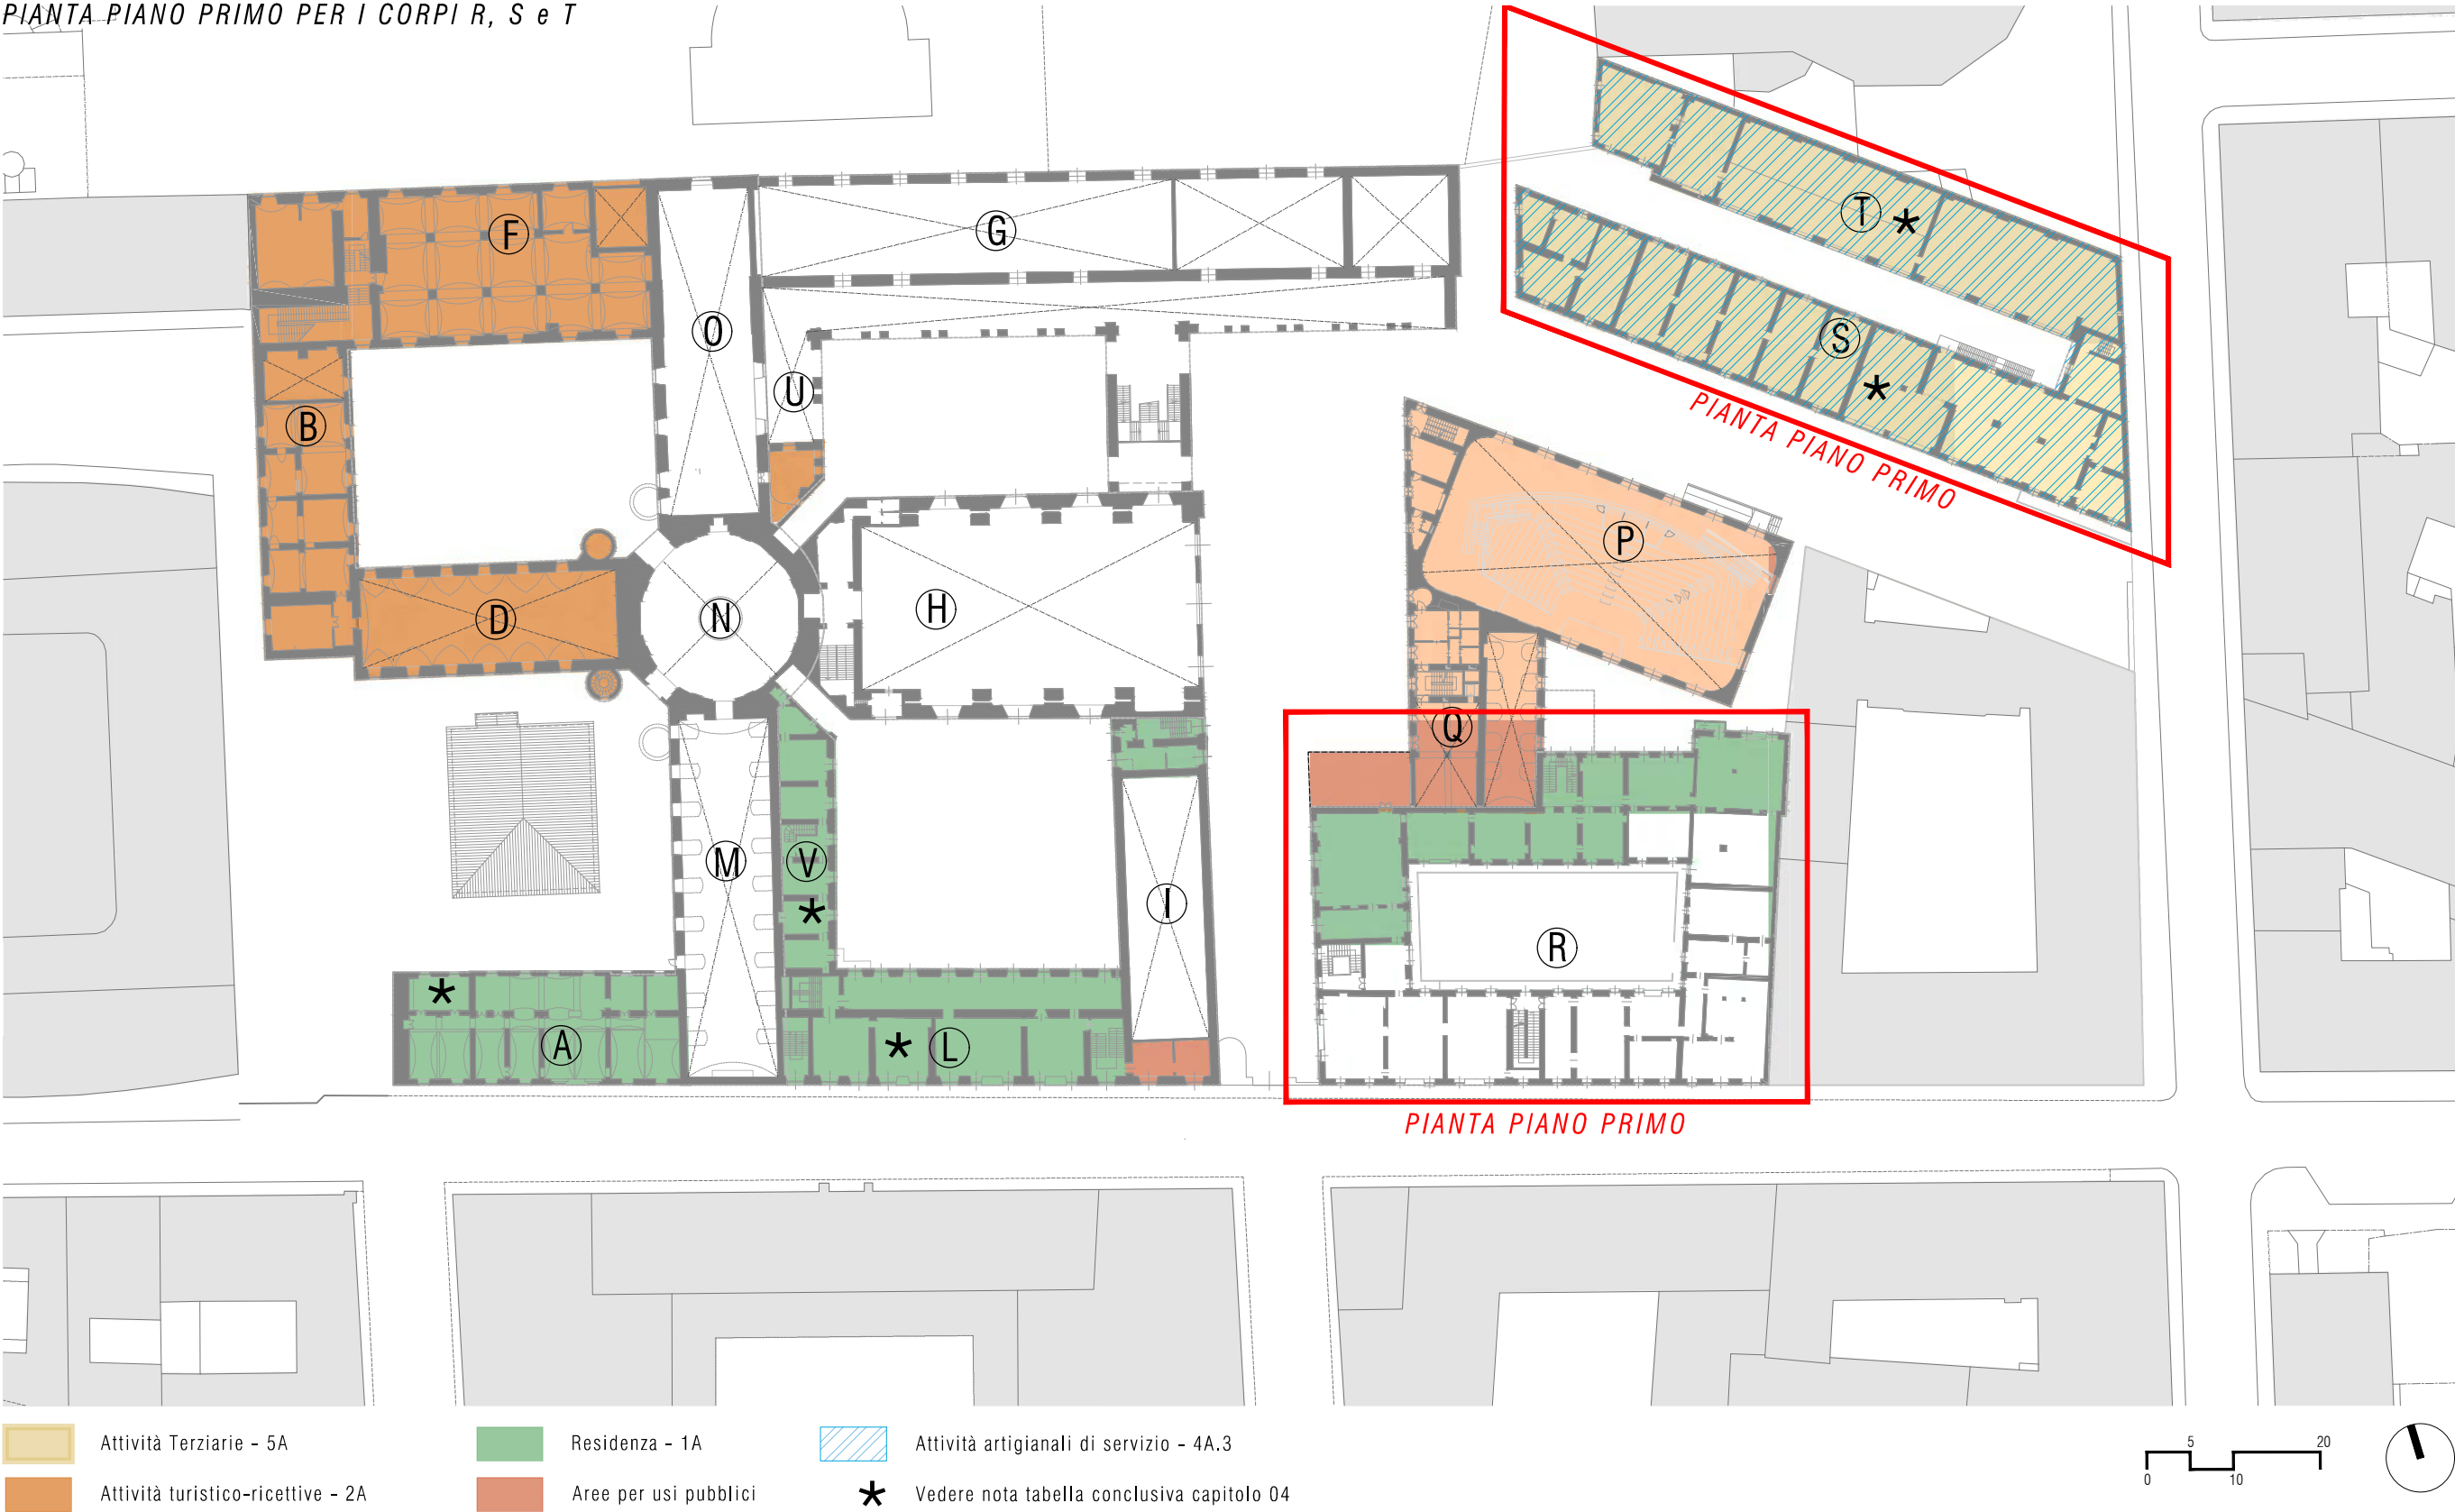 PIANTA PIANO PRIMO PER I CORPI R, S e T
F
G
T *
O
S
*
U
B
PIANTA PIANO PRIMO
P
D
N
H
Q
M
V
*
I
R
*
A
* L
PIANTA PIANO PRIMO
Attività Terziarie - 5A
Residenza - 1A
Attività artigianali di servizio - 4A.3
Attività turistico-ricettive - 2A
Aree per usi pubblici
* Vedere nota tabella conclusiva capitolo 04
5 20
0 10